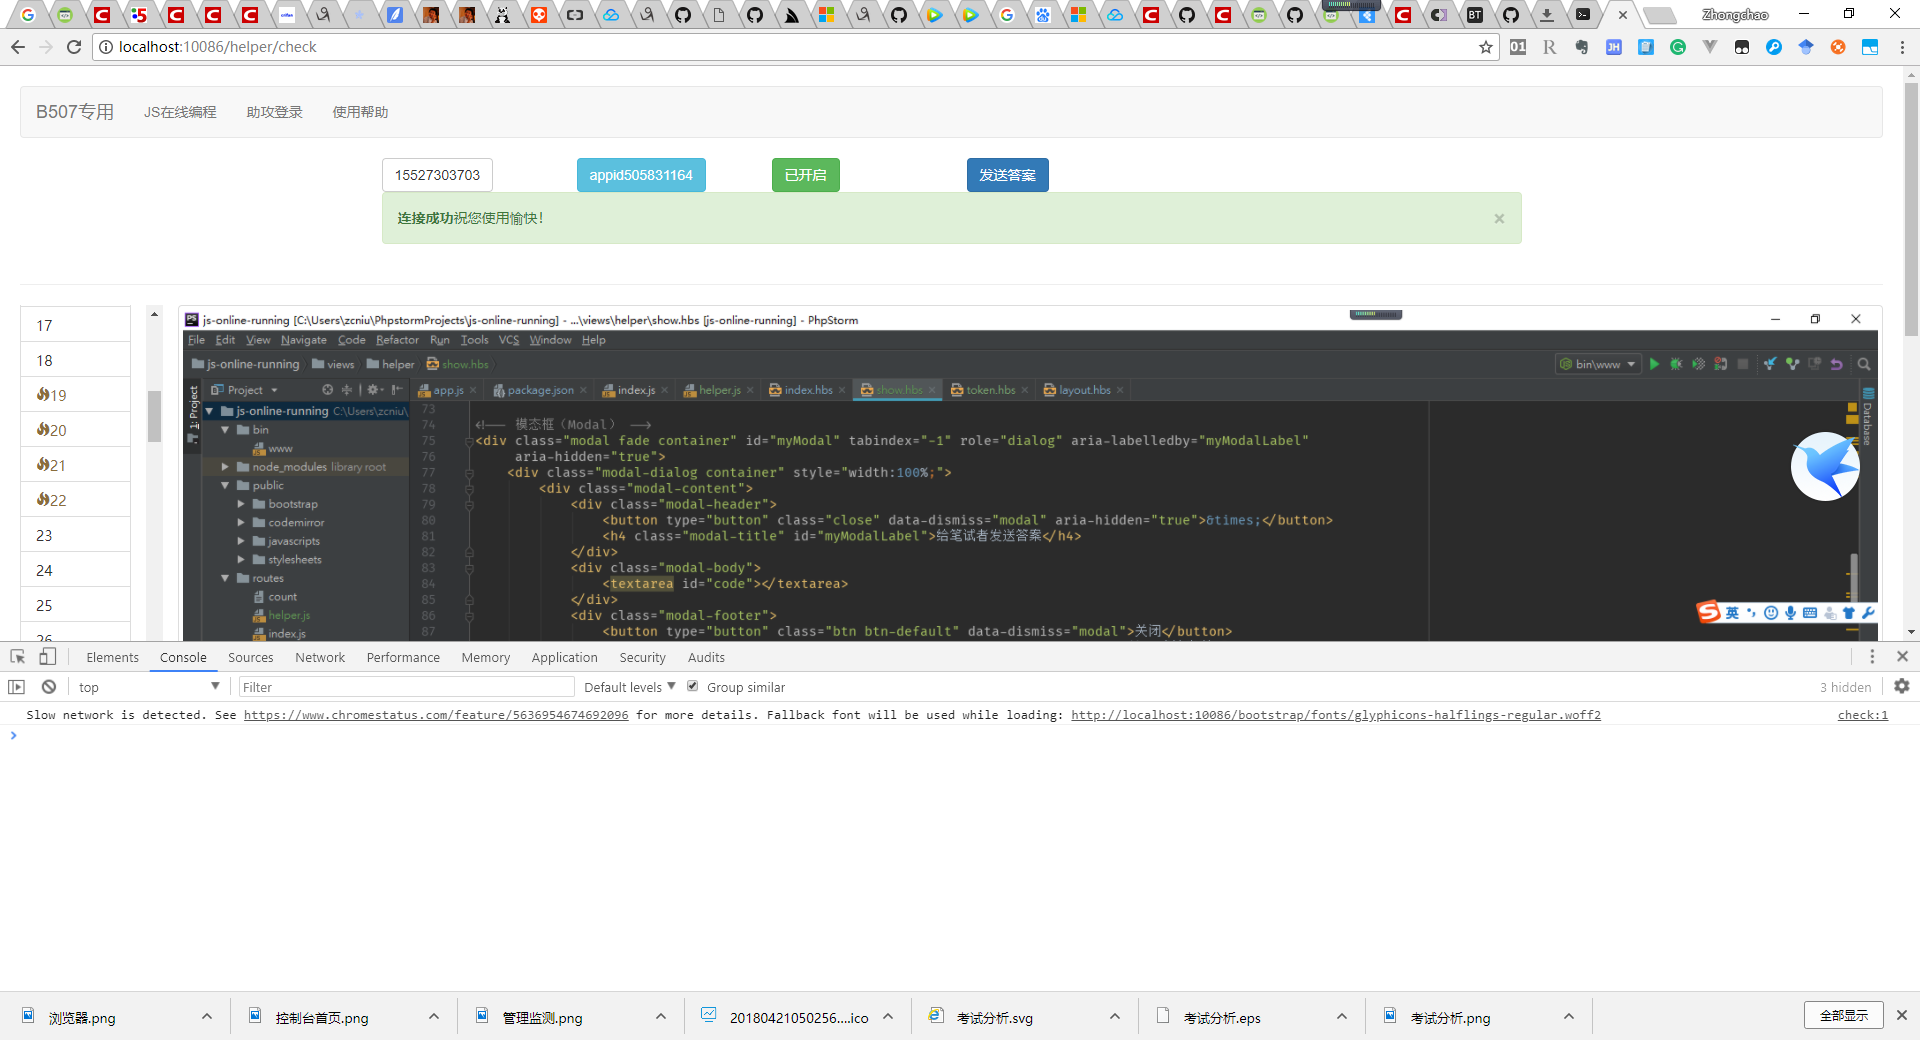 Zhongchao
localhost:10086/helper/check
B507专用 JS在线编程 助攻登录 使用帮助
15527303703 appid505831164 已开启 发送答案
连接成功祝您使用愉快! ×
17
18
19
20
21
22
23
24
25
26
js-online-running [C:\Users\zcniu\PhpstormProjects\js-online-running] - ...\views\helper\show.hbs [js-online-running] - PhpStorm
File Edit View Navigate Code Refactor Run Tools VCS Window Help
js-online-running views helper show.hbs bin\www
Project app.js package.json index.js helper.js index.hbs show.hbs token.hbs layout.hbs
1: Project
Database
js-online-running C:\Users\zcniu\
bin
www
node_modules library root
public
bootstrap
codemirror
javascripts
stylesheets
routes
count
helper.js
index.js
73
74 <!-- 模态框（Modal） -->
75 <div class="modal fade container" id="myModal" tabindex="-1" role="dialog" aria-labelledby="myModalLabel"
76 aria-hidden="true">
77 <div class="modal-dialog container" style="width:100%;">
78 <div class="modal-content">
79 <div class="modal-header">
80 <button type="button" class="close" data-dismiss="modal" aria-hidden="true">&times;</button>
81 <h4 class="modal-title" id="myModalLabel">给笔试者发送答案</h4>
82 </div>
83 <div class="modal-body">
84 <textarea id="code"></textarea>
85 </div>
86 <div class="modal-footer">
87 <button type="button" class="btn btn-default" data-dismiss="modal">关闭</button>
英
Elements Console Sources Network Performance Memory Application Security Audits
top Filter Default levels Group similar 3 hidden
Slow network is detected. See https://www.chromestatus.com/feature/5636954674692096 for more details. Fallback font will be used while loading: http://localhost:10086/bootstrap/fonts/glyphicons-halflings-regular.woff2 check:1
浏览器.png 控制台首页.png 管理监测.png 20180421050256....ico 考试分析.svg 考试分析.eps 考试分析.png 全部显示